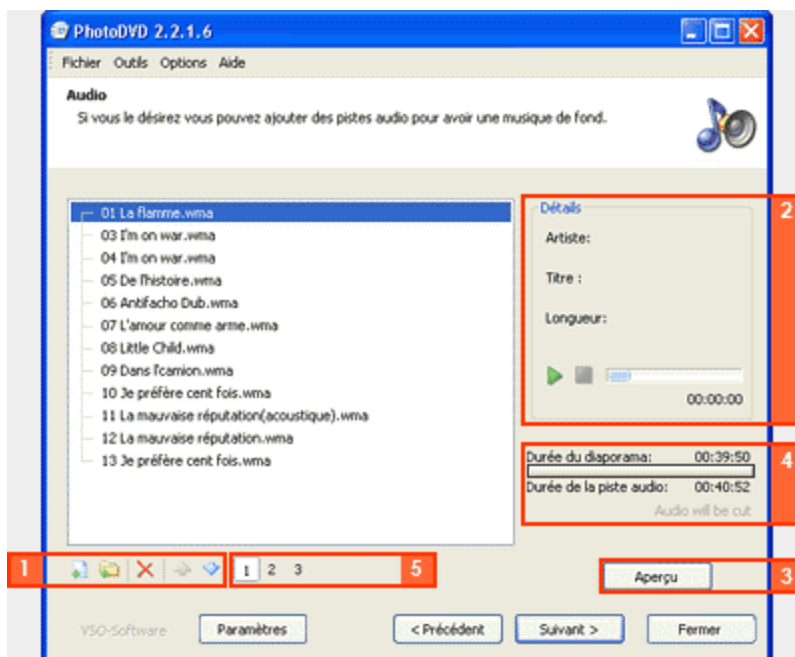 PhotoDVD 2.2.1.6
Fichier Outils Options Aide
Audio
Si vous le désirez vous pouvez ajouter des pistes audio pour avoir une musique de fond.
01 La flamme.wma
03 I'm on war.wma
04 I'm on war.wma
05 De l'histoire.wma
06 Antifacho Dub.wma
07 L'amour comme arme.wma
08 Little Child.wma
09 Dans l'camion.wma
10 Je préfère cent fois.wma
11 La mauvaise réputation(acoustique).wma
12 La mauvaise réputation.wma
13 Je préfère cent fois.wma
Détails
2
Artiste:
Titre :
Longueur:
00:00:00
Durée du diaporama: 00:39:50
4
Durée de la piste audio: 00:40:52
Audio will be cut
1
1 2 3
5
Aperçu
3
VSO-Software
Paramètres
< Précédent
Suivant >
Fermer